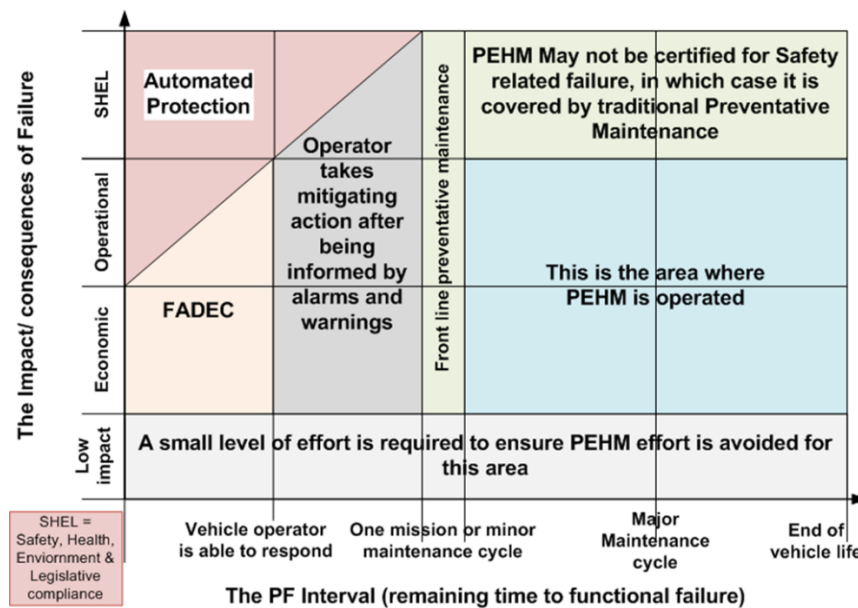 The Impact/ consequences of Failure
SHEL
Operational
Economic
Low
impact
Automated
Protection
FADEC
Operator
takes
mitigating
action after
being
informed by
alarms and
warnings
Front line preventative maintenance
PEHM May not be certified for Safety
related failure, in which case it is
covered by traditional Preventative
Maintenance
This is the area where
PEHM is operated
A small level of effort is required to ensure PEHM effort is avoided for
this area
SHEL =
Safety, Health,
Enviornment &
Legislative
compliance
Vehicle operator
is able to respond
One mission or minor
maintenance cycle
Major
Maintenance
cycle
End of
vehicle life
The PF Interval (remaining time to functional failure)